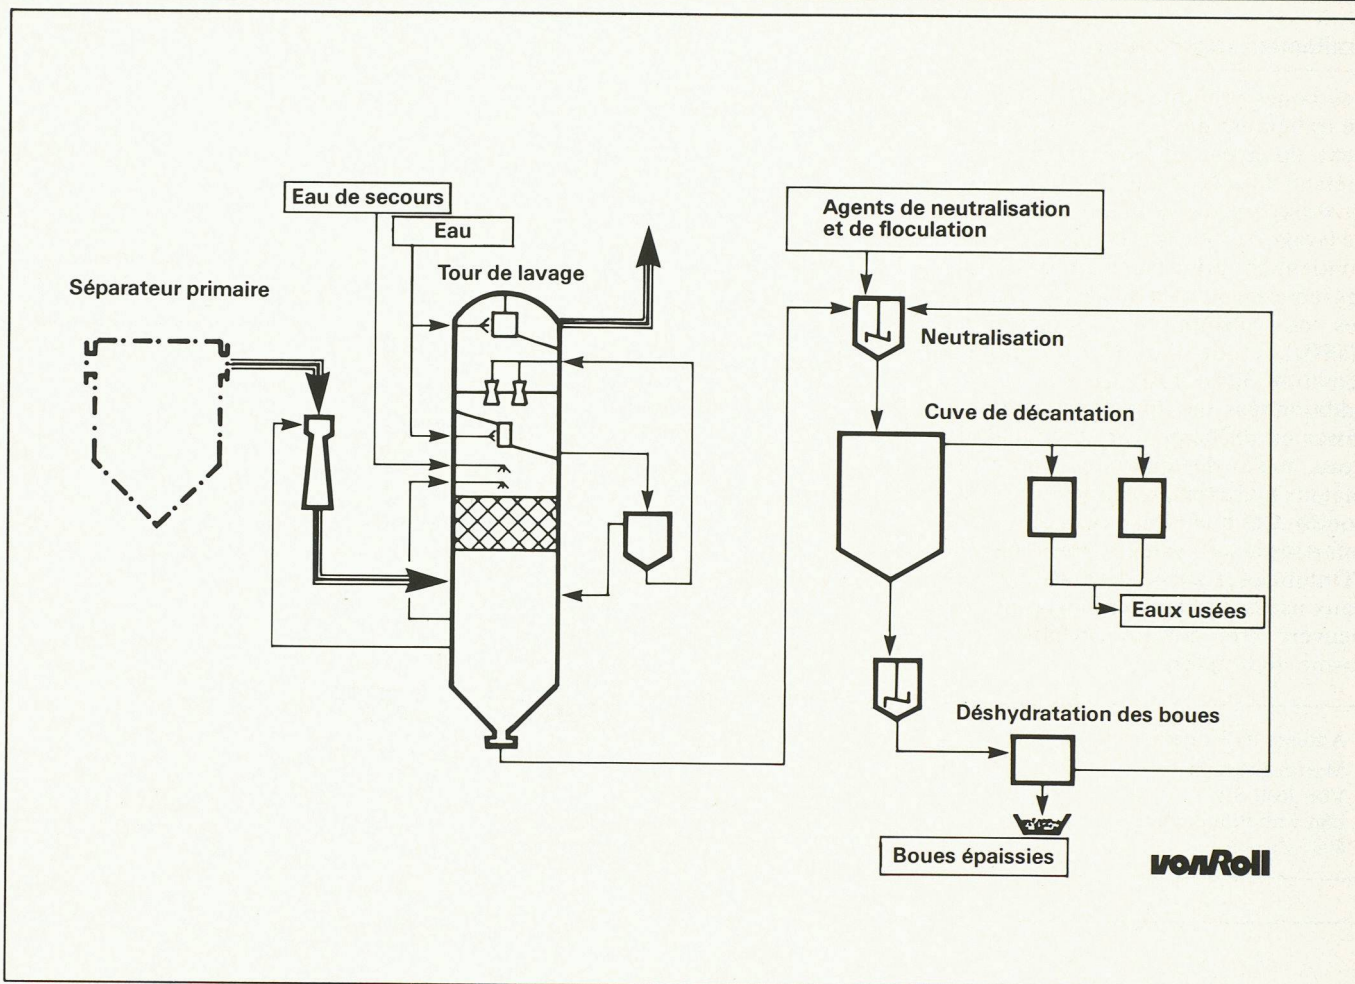 Eau de secours
Eau
Tour de lavage
Séparateur primaire
Agents de neutralisation
et de floculation
Neutralisation
Cuve de décantation
Eaux usées
Déshydratation des boues
Boues épaissies
vonRoll